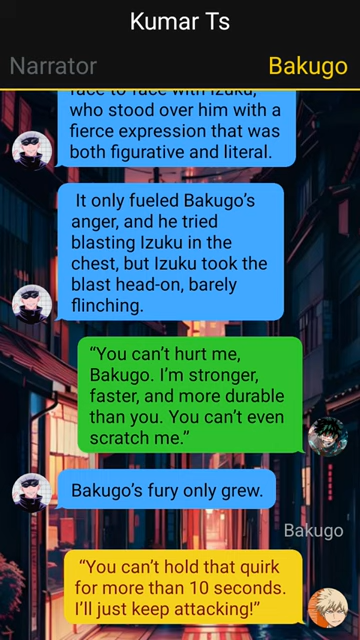 Kumar Ts
Narrator
Bakugo
face to face with Izuku,
who stood over him with a
fierce expression that was
both figurative and literal.
It only fueled Bakugo’s
anger, and he tried
blasting Izuku in the
chest, but Izuku took the
blast head-on, barely
flinching.
“You can’t hurt me,
Bakugo. I’m stronger,
faster, and more durable
than you. You can’t even
scratch me.”
Bakugo’s fury only grew.
Bakugo
“You can’t hold that quirk
for more than 10 seconds.
I’ll just keep attacking!”